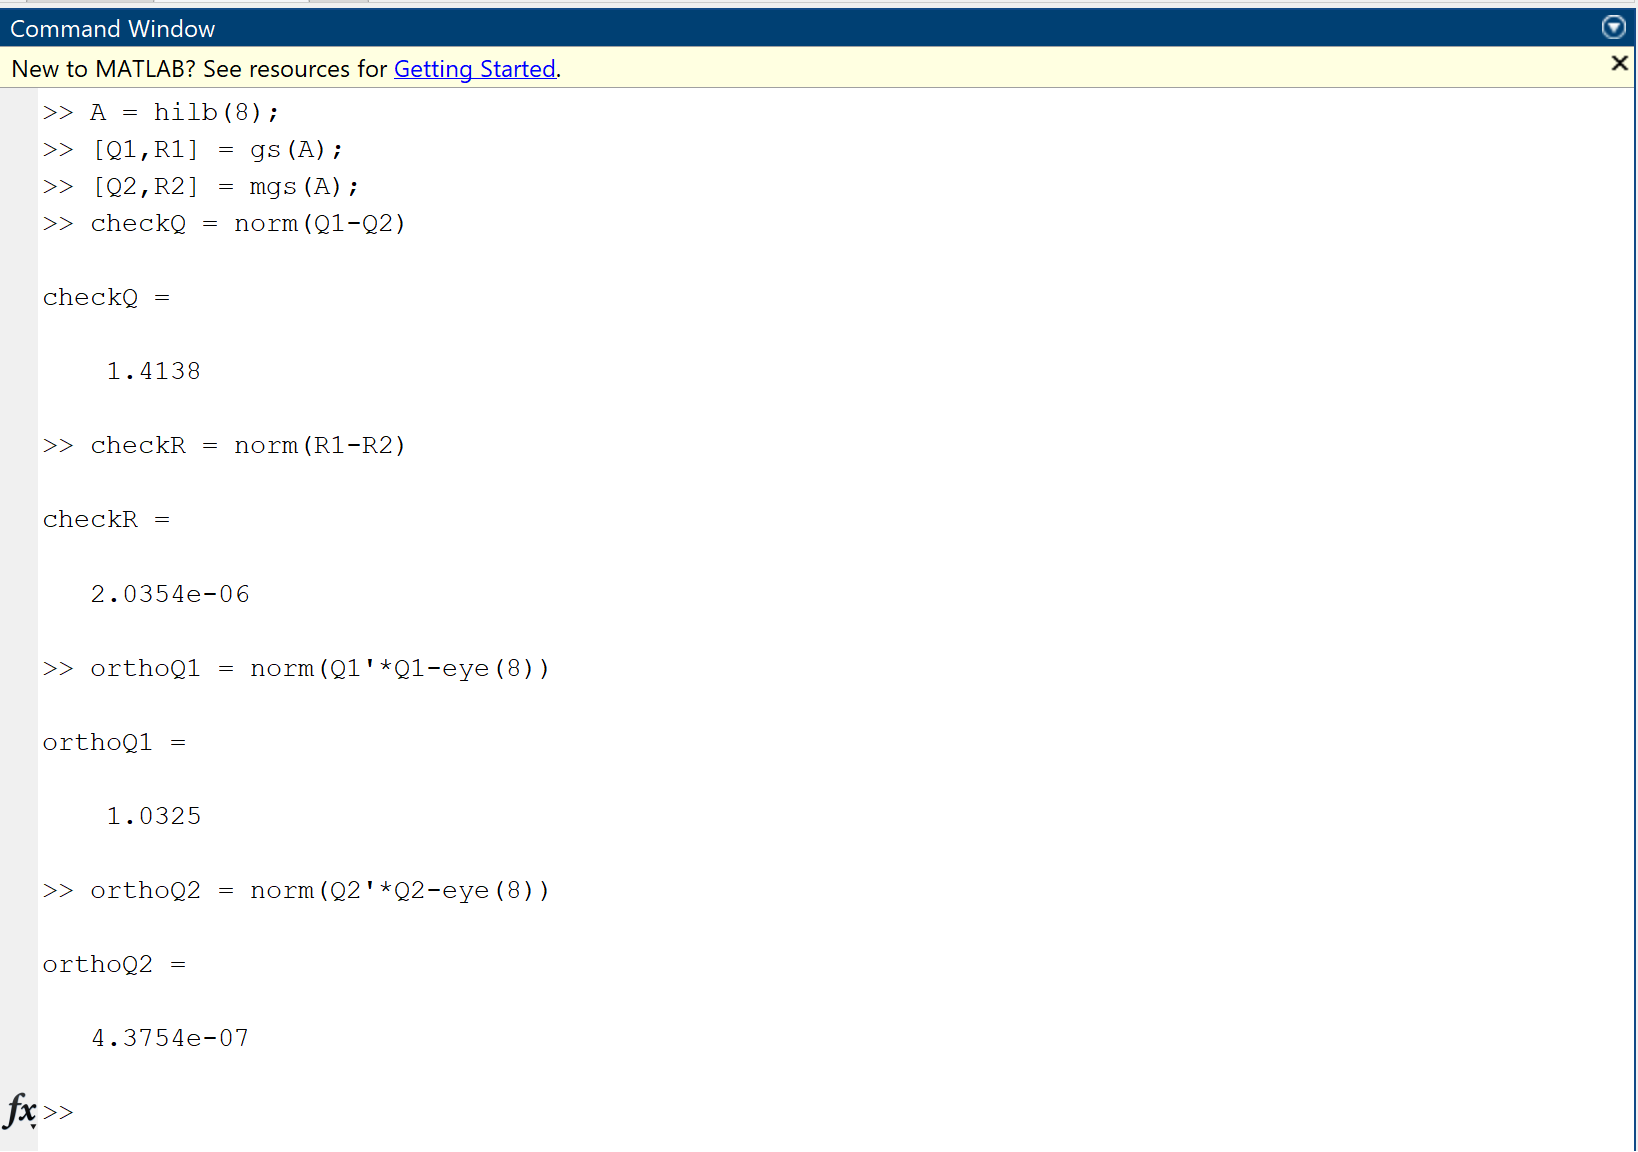 Command Window
New to MATLAB? See resources for Getting Started.
>> A = hilb(8);
>> [Q1,R1] = gs(A);
>> [Q2,R2] = mgs(A);
>> checkQ = norm(Q1-Q2)
checkQ =
1.4138
>> checkR = norm(R1-R2)
checkR =
2.0354e-06
>> orthoQ1 = norm(Q1'*Q1-eye(8))
orthoQ1 =
1.0325
>> orthoQ2 = norm(Q2'*Q2-eye(8))
orthoQ2 =
4.3754e-07
fx >>